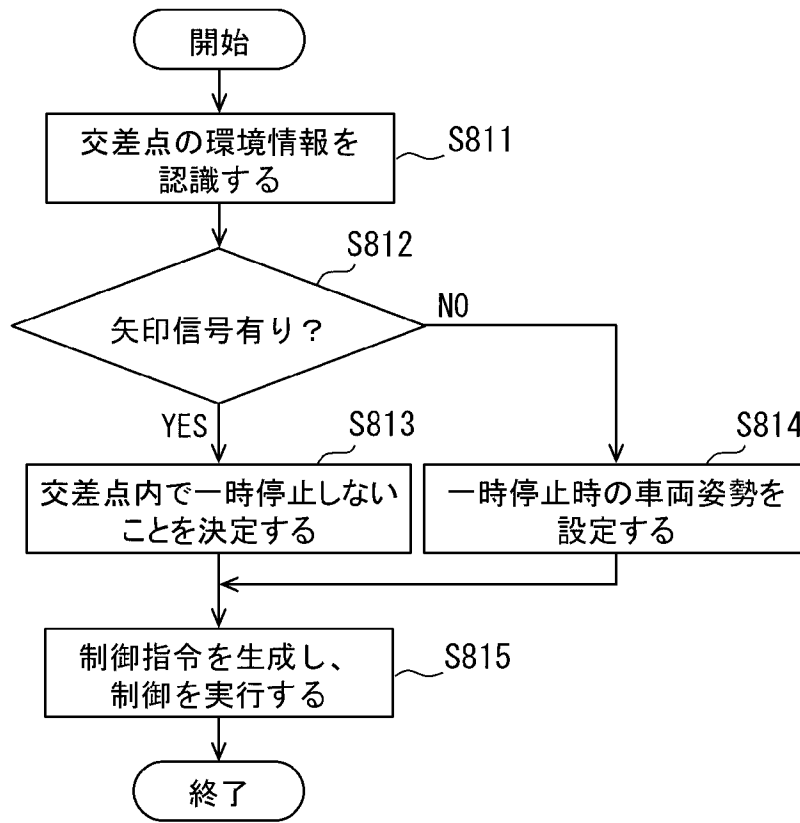 開始
交差点の環境情報を
認識する
S811
S812
矢印信号有り？
NO
YES
S813
交差点内で一時停止しない
ことを決定する
S814
一時停止時の車両姿勢を
設定する
制御指令を生成し、
制御を実行する
S815
終了